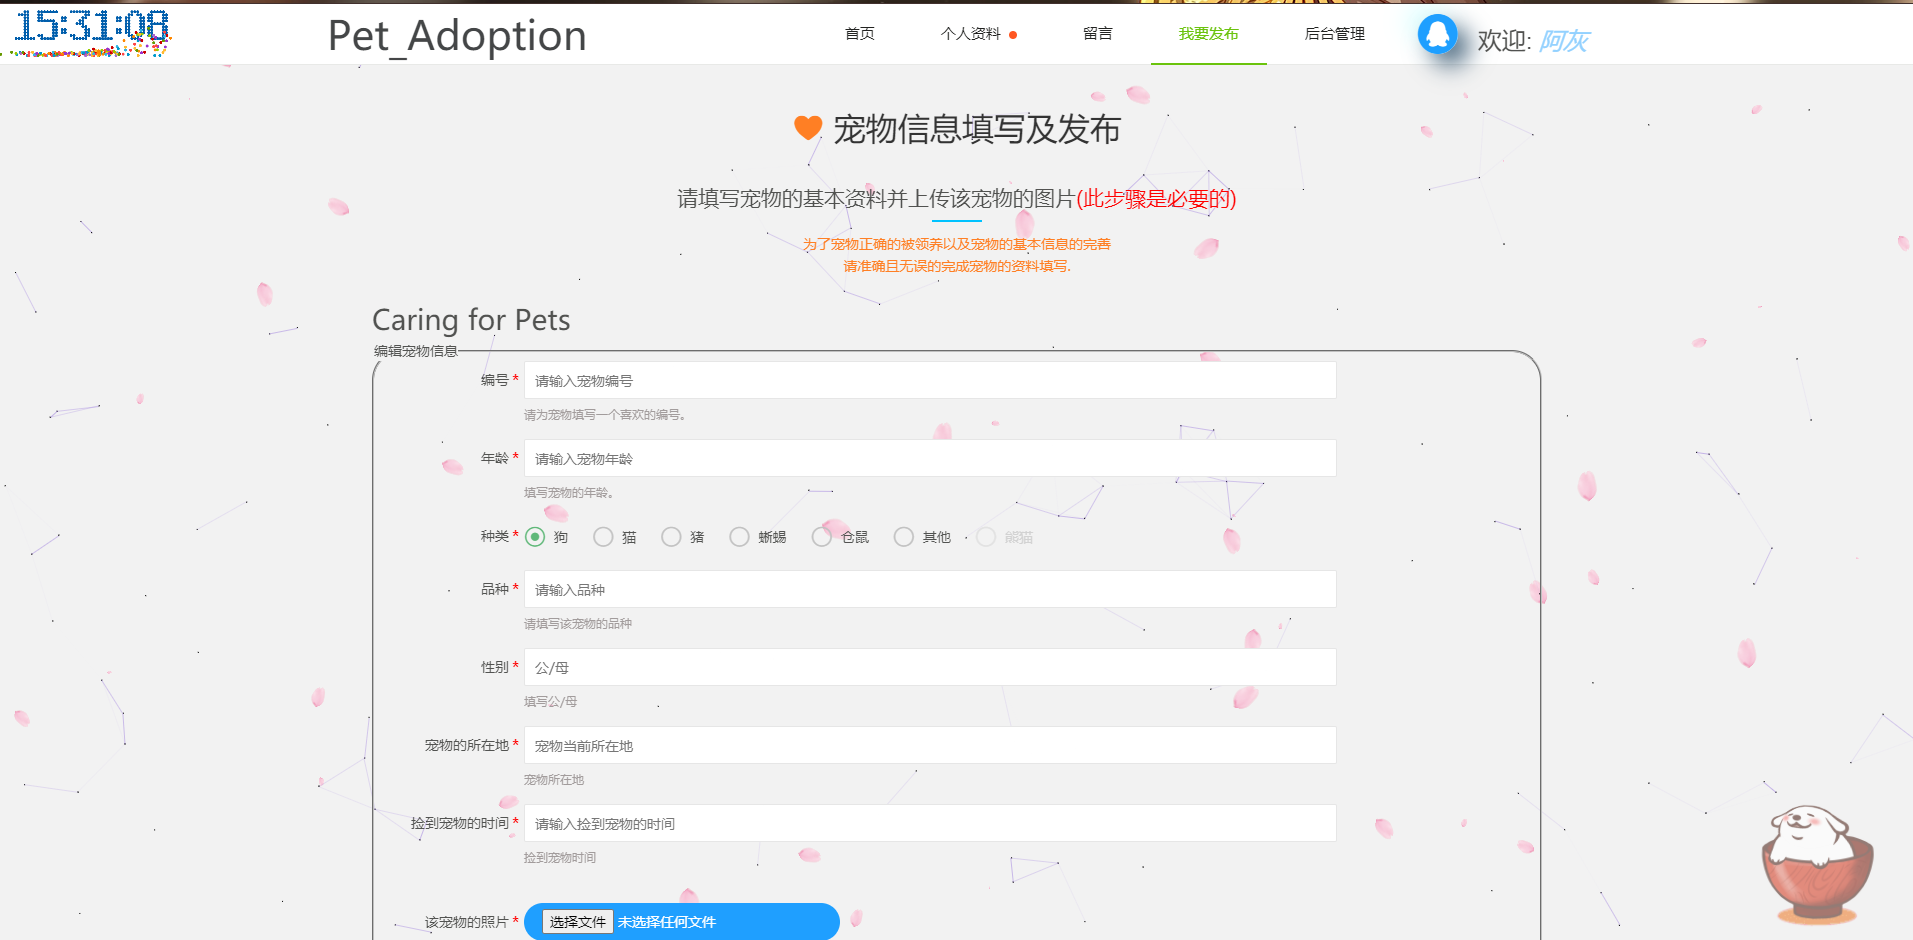 15:31:08
Pet_Adoption
首页
个人资料
留言
我要发布
后台管理
欢迎: 阿灰
宠物信息填写及发布
请填写宠物的基本资料并上传该宠物的图片(此步骤是必要的)
为了宠物正确的被领养以及宠物的基本信息的完善
请准确且无误的完成宠物的资料填写.
Caring for Pets
编辑宠物信息
编号 * 请输入宠物编号
请为宠物填写一个喜欢的编号。
年龄 * 请输入宠物年龄
填写宠物的年龄。
种类 * 狗 猫 猪 蜥蜴 仓鼠 其他 熊猫
品种 * 请输入品种
请填写该宠物的品种
性别 * 公/母
填写公/母
宠物的所在地 * 宠物当前所在地
宠物所在地
捡到宠物的时间 * 请输入捡到宠物的时间
捡到宠物时间
该宠物的照片 * 选择文件 未选择任何文件